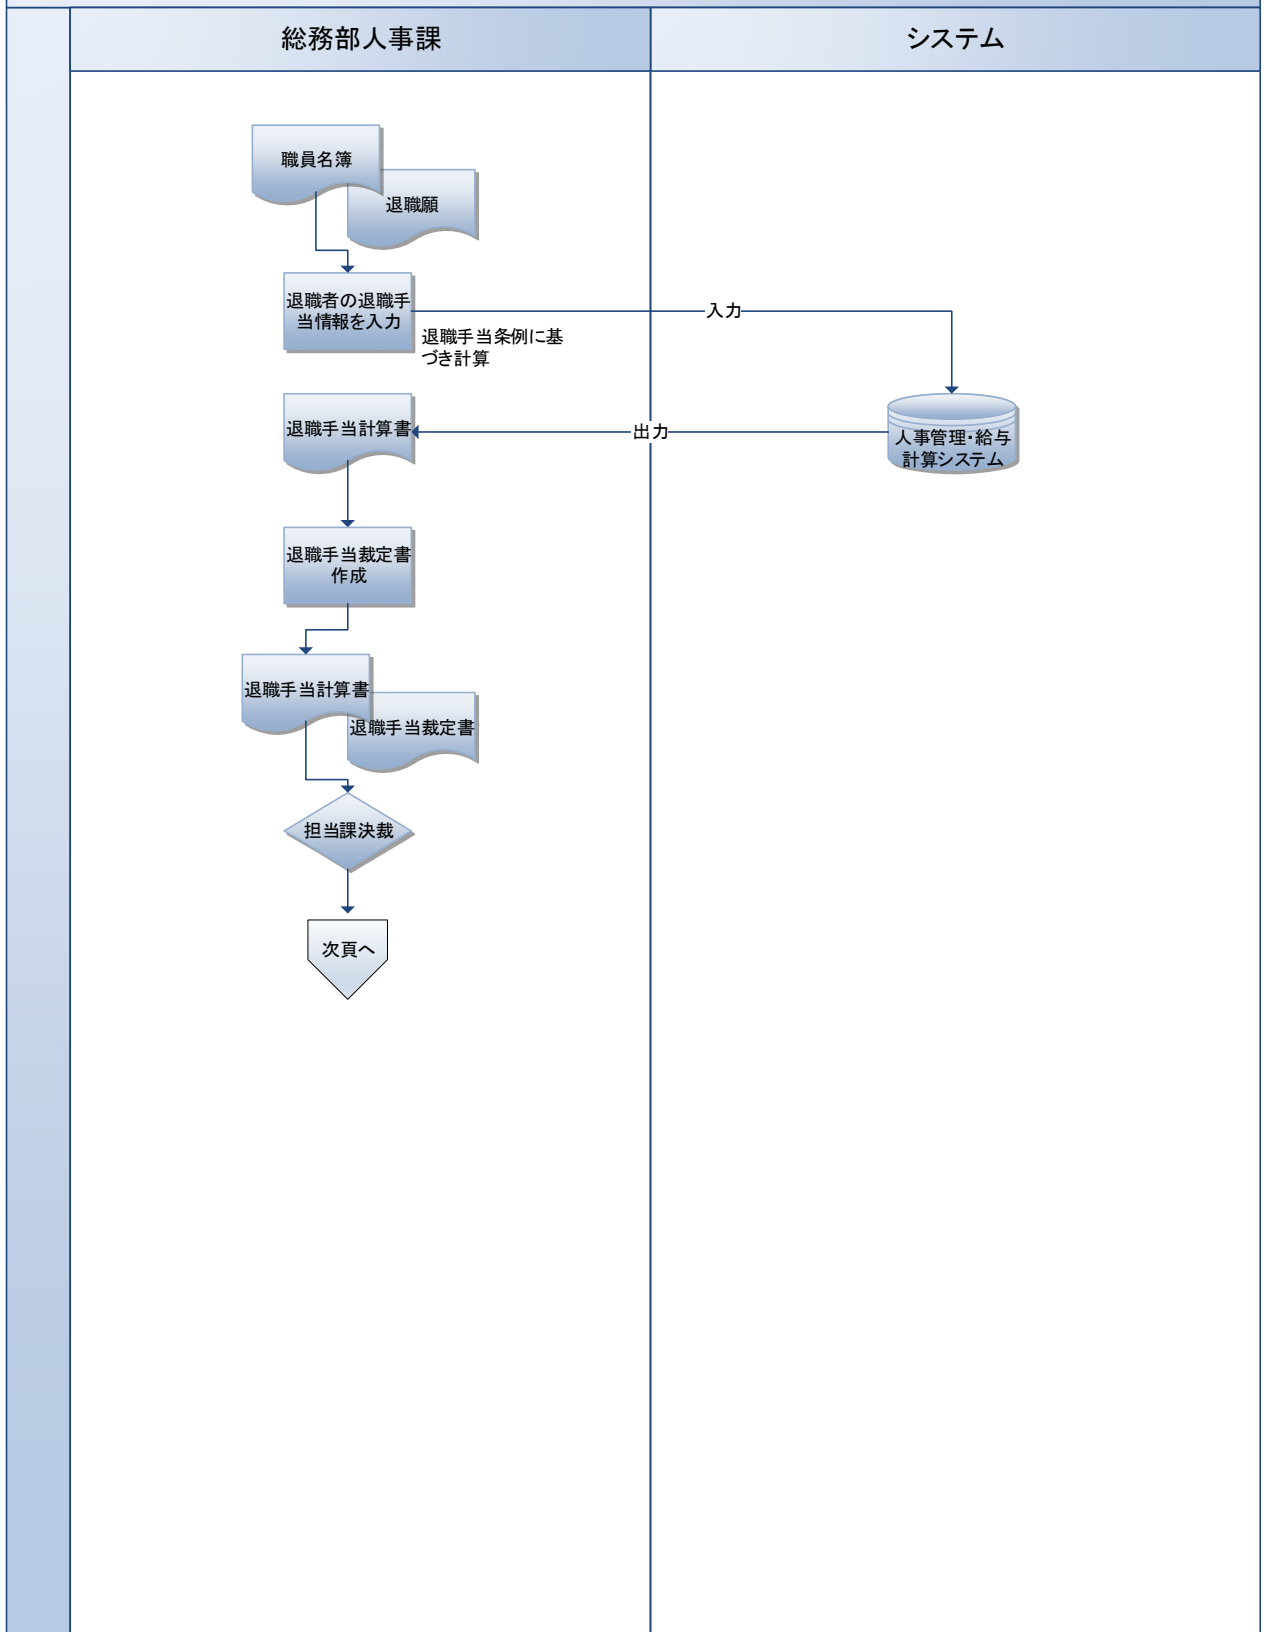 総務部人事課
システム
職員名簿
退職願
退職者の退職手
当情報を入力
入力
退職手当条例に基
づき計算
退職手当計算書
出力
人事管理・給与
計算システム
退職手当裁定書
作成
退職手当計算書
退職手当裁定書
担当課決裁
次頁へ